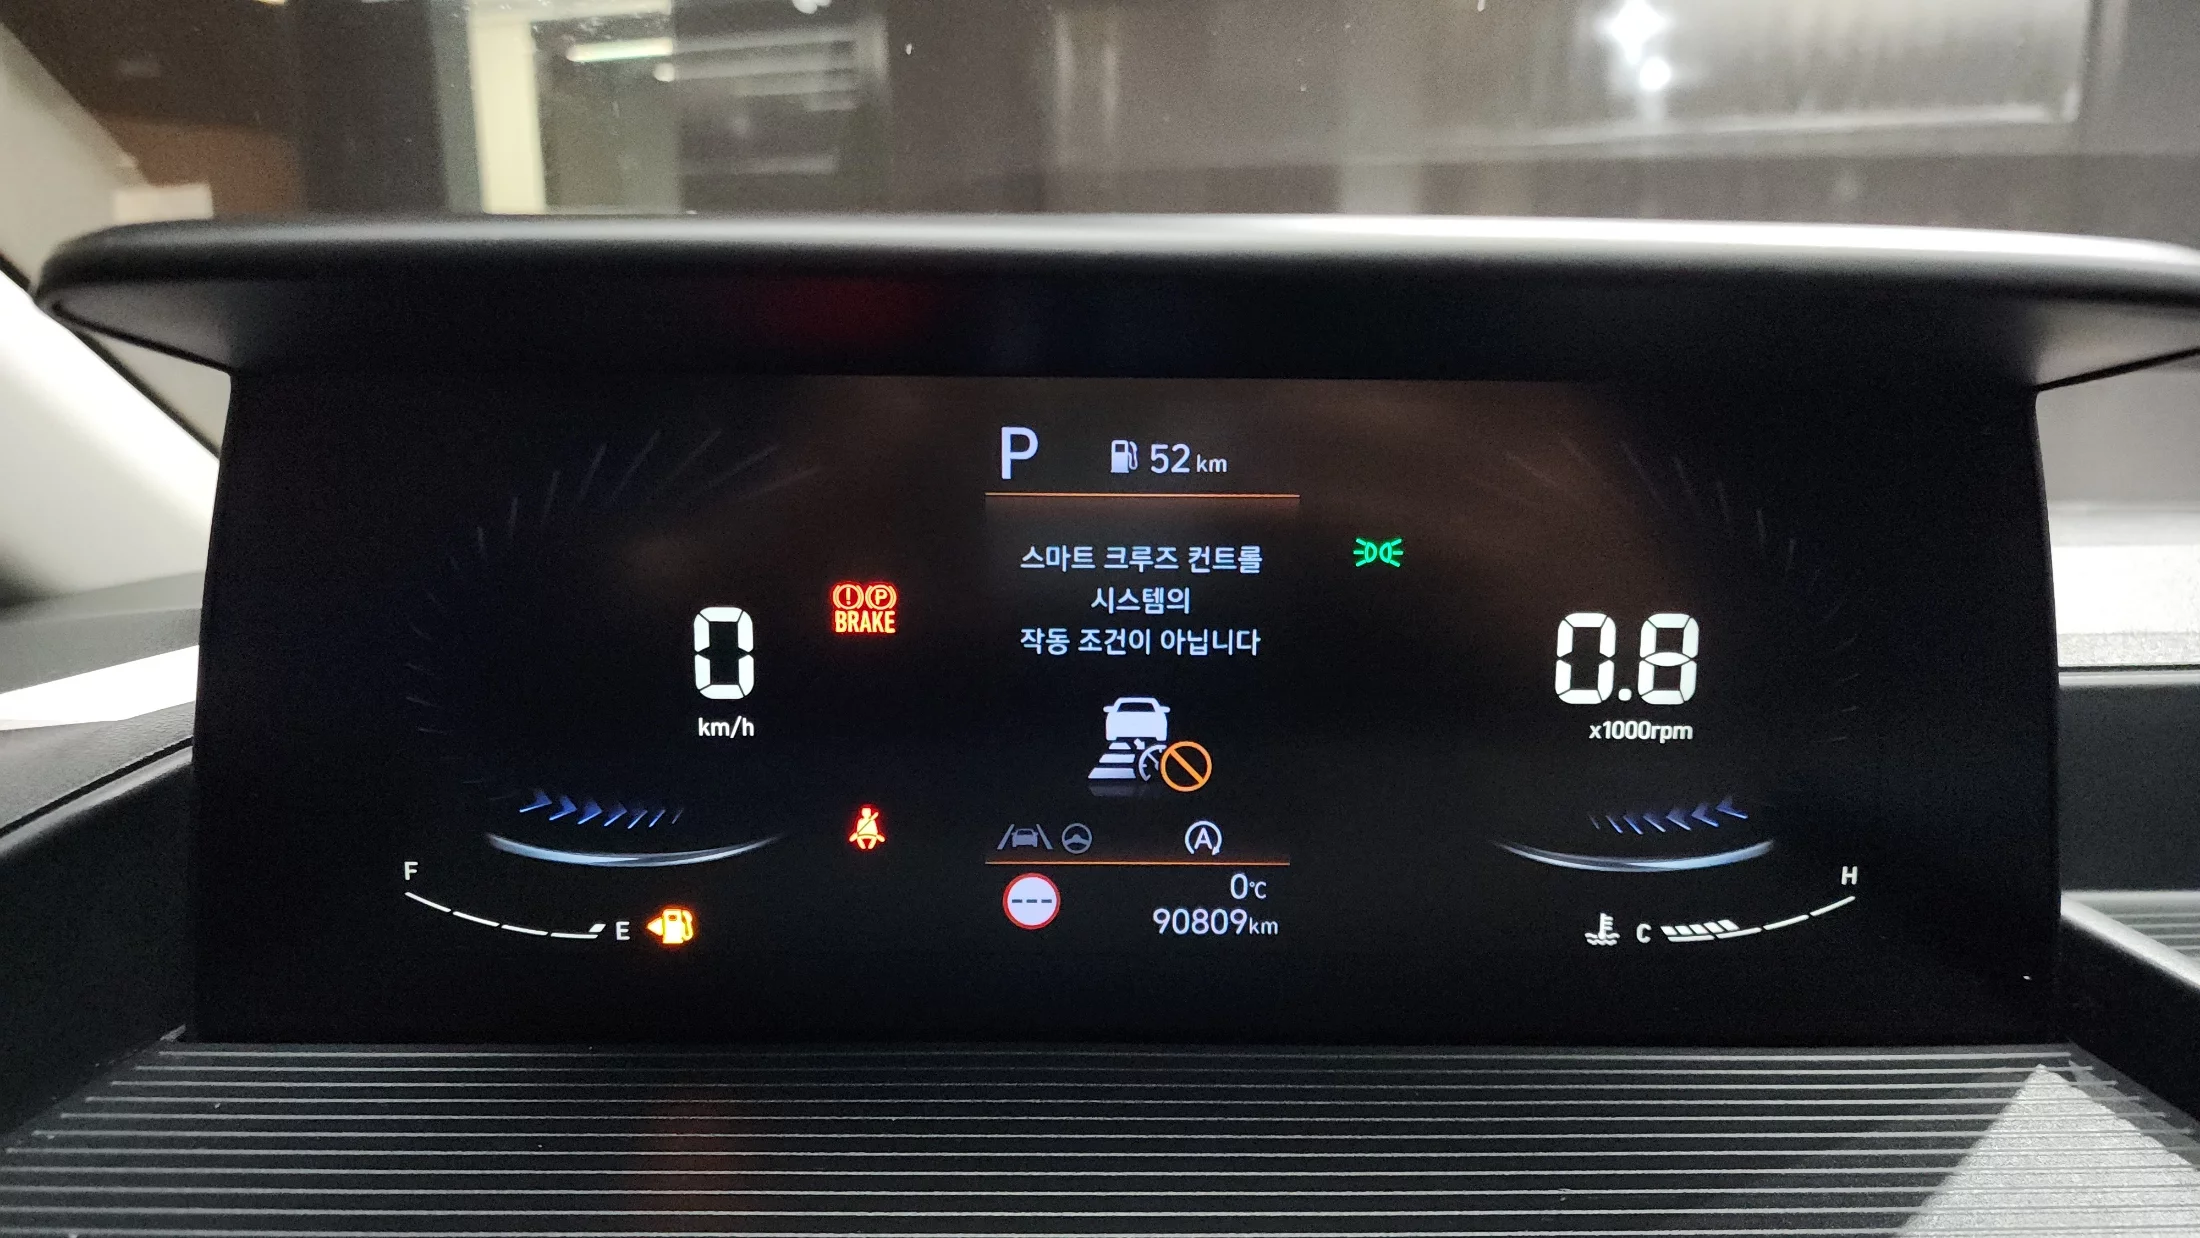 P 52 km
스마트 크루즈 컨트롤
시스템의
작동 조건이 아닙니다
BRAKE
0
km/h
0.8
x1000rpm
A
F
E
H
C
---
0℃
90809km